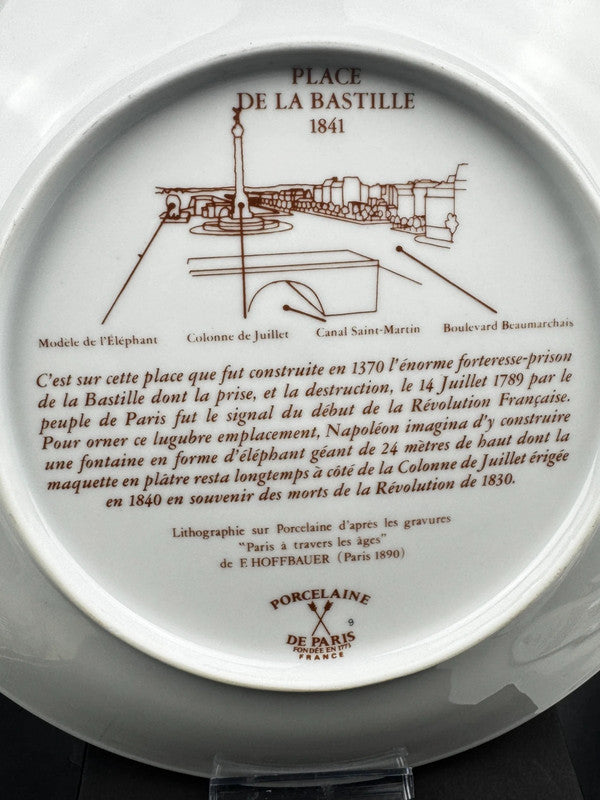 PLACE
DE LA BASTILLE
1841
Modèle de l'Éléphant Colonne de Juillet Canal Saint-Martin Boulevard Beaumarchais
C'est sur cette place que fut construite en 1370 l'énorme forteresse-prison
de la Bastille dont la prise, et la destruction, le 14 Juillet 1789 par le
peuple de Paris fut le signal du début de la Révolution Française.
Pour orner ce lugubre emplacement, Napoléon imagina d'y construire
une fontaine en forme d'éléphant géant de 24 mètres de haut dont la
maquette en plâtre resta longtemps à côté de la Colonne de Juillet érigée
en 1840 en souvenir des morts de la Révolution de 1830.
Lithographie sur Porcelaine d'après les gravures
"Paris à travers les âges"
de F. HOFFBAUER (Paris 1890)
PORCELAINE
9
DE PARIS
FONDÉE EN 1773
FRANCE